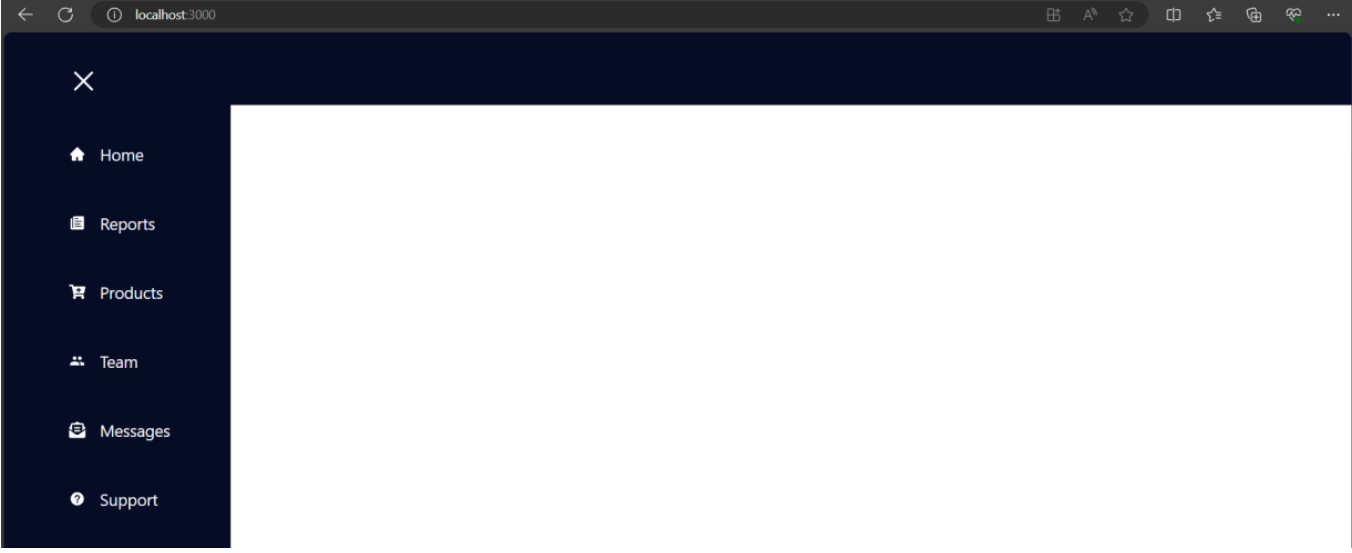 localhost:3000
Home
Reports
Products
Team
Messages
Support